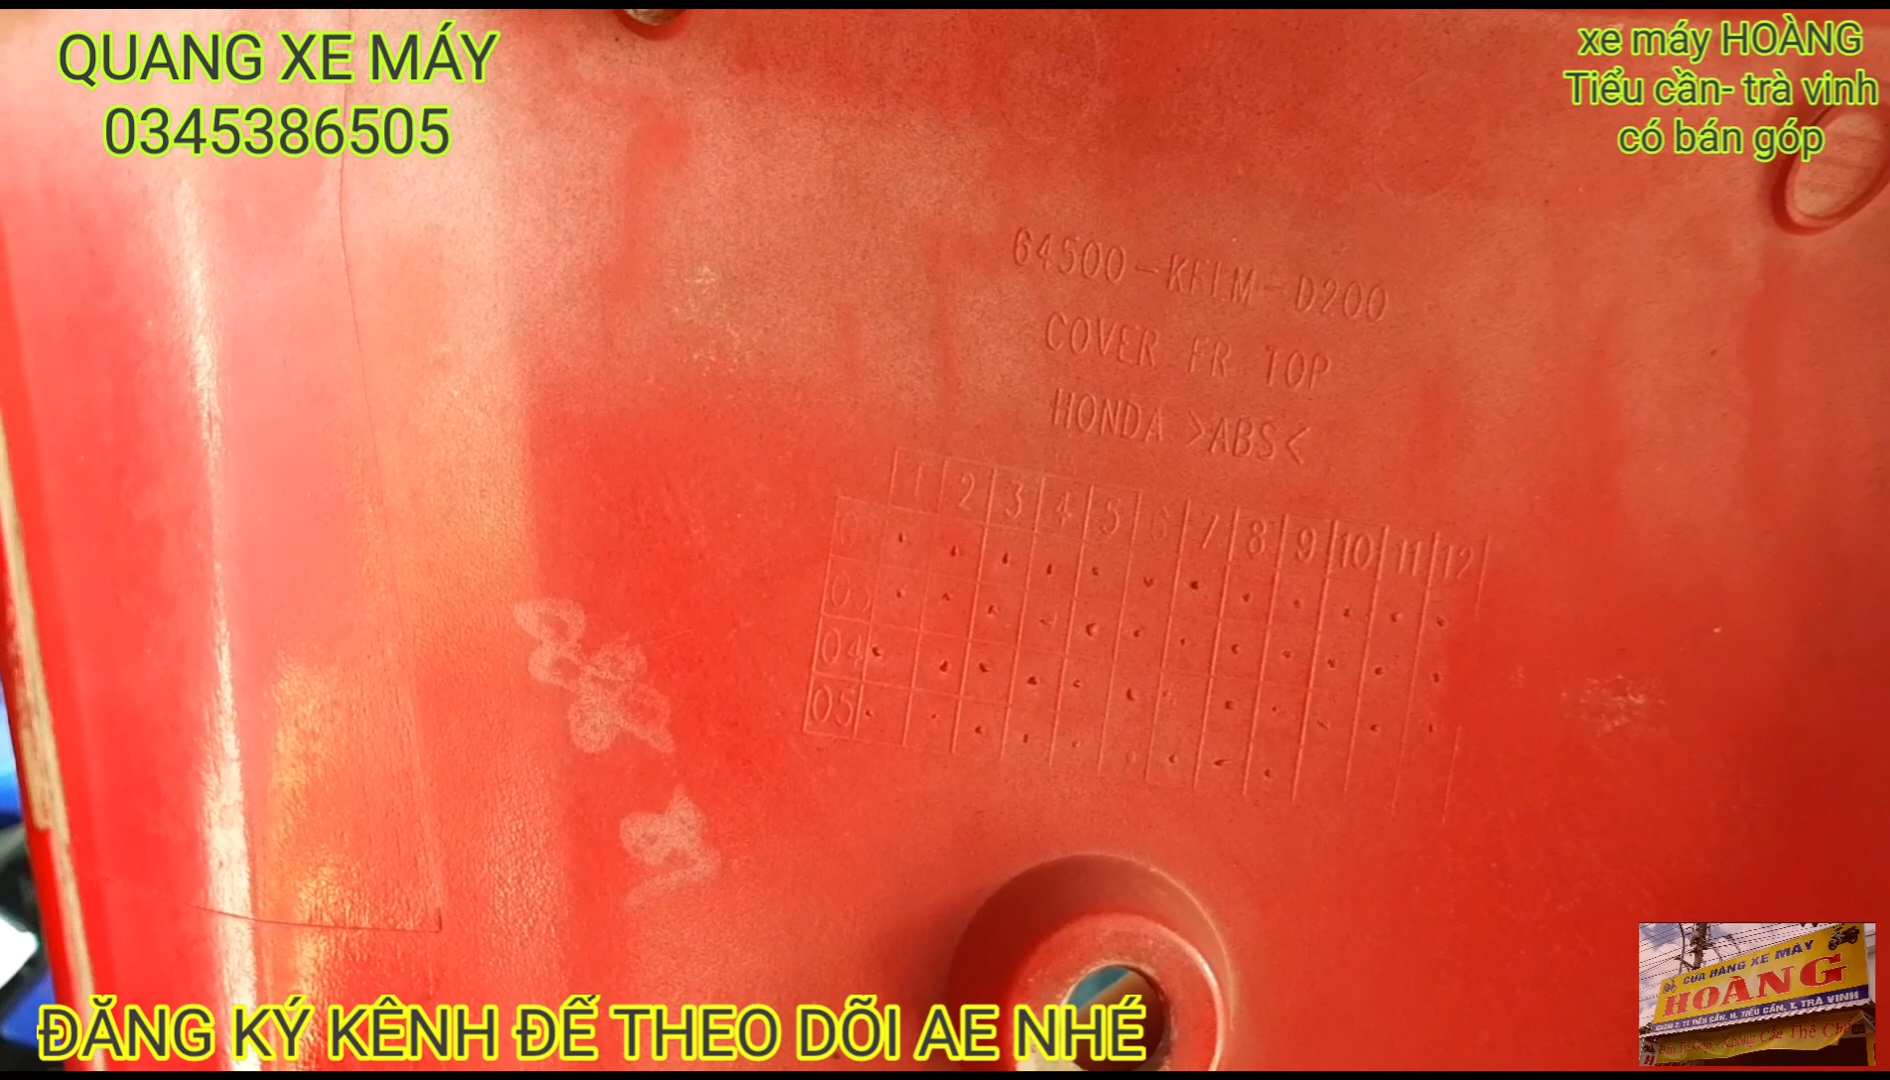 QUANG XE MÁY
0345386505
xe máy HOÀNG
Tiểu cần- trà vinh
có bán góp
64500-KFLM-D200
COVER FR TOP
HONDA >ABS<
1 2 3 4 5 6 7 8 9 10 11 12
03
04
05
ĐĂNG KÝ KÊNH ĐẾ THEO DÕI AE NHÉ
CỬA HÀNG XE MÁY
HOÀNG